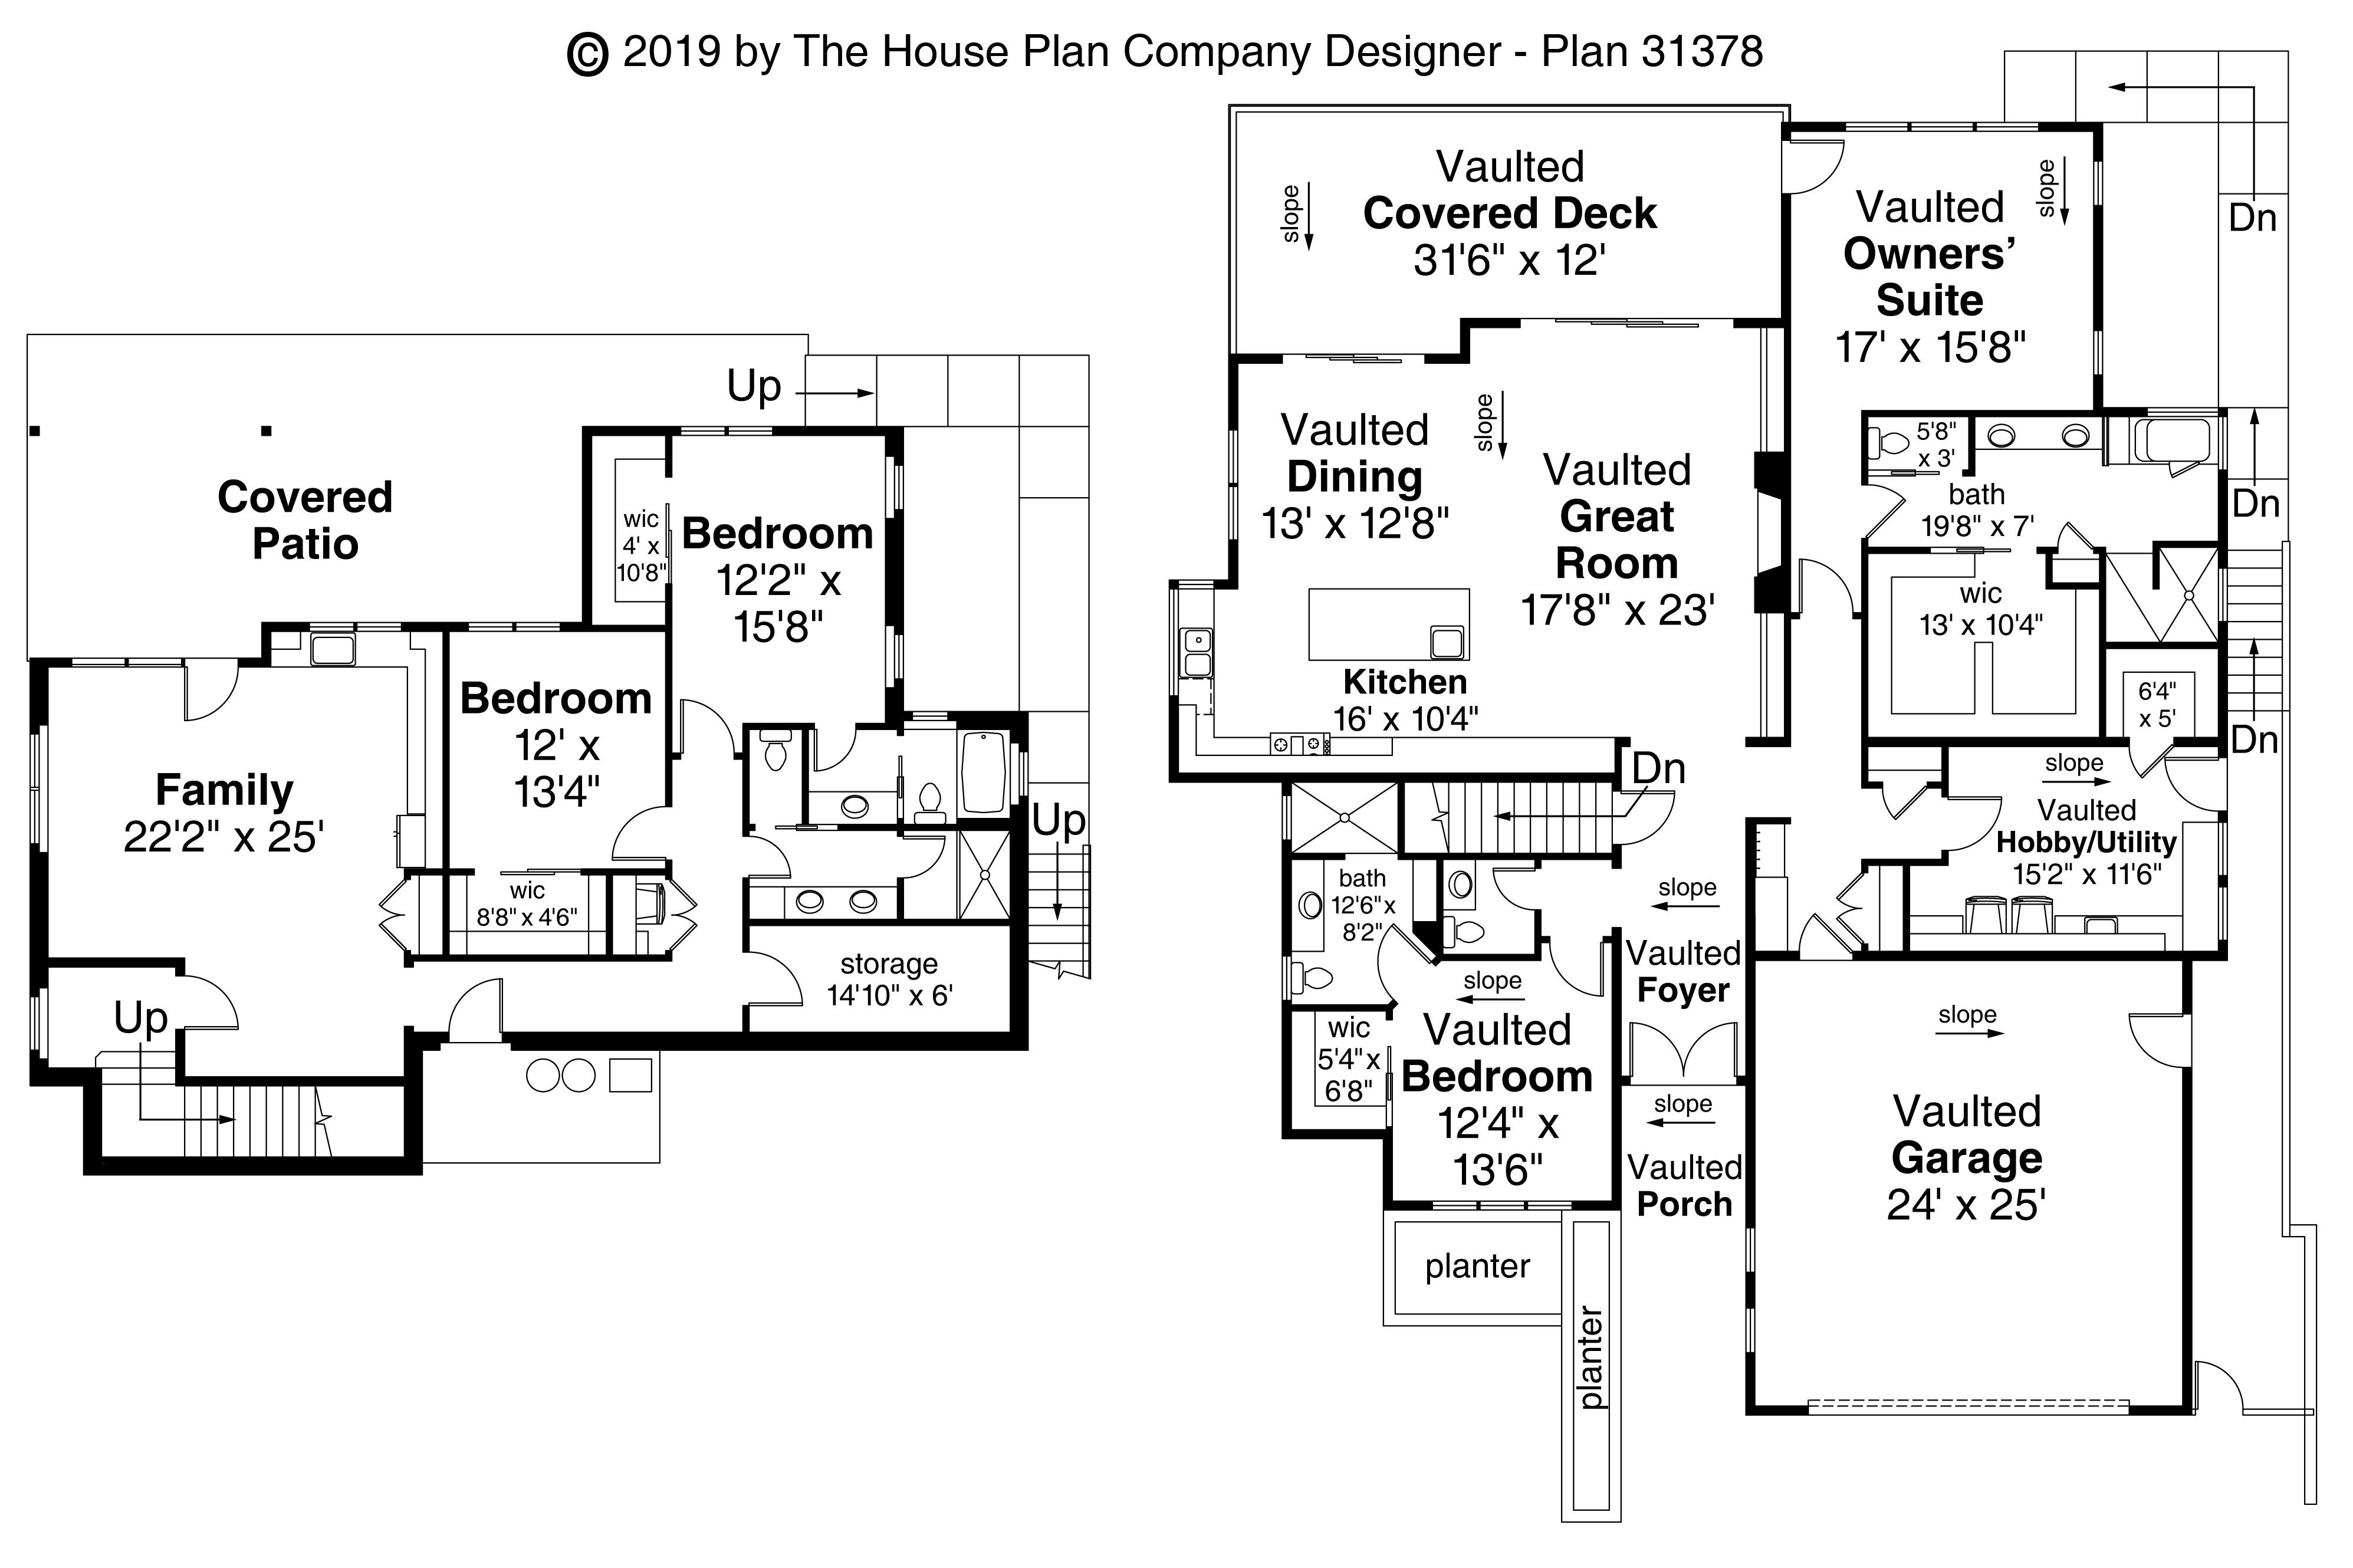 © 2019 by The House Plan Company Designer - Plan 31378
Up
Covered
Patio
wic
4' x
10'8"
Bedroom
12'2" x
15'8"
Bedroom
12' x
13'4"
Family
22'2" x 25'
wic
8'8" x 4'6"
Up
storage
14'10" x 6'
Up
Vaulted
Covered Deck
31'6" x 12'
slope
Vaulted
Owners’
Suite
17' x 15'8"
slope
Dn
Vaulted
Dining
13' x 12'8"
slope
Vaulted
Great
Room
17'8" x 23'
5'8"
x 3'
bath
19'8" x 7'
Dn
wic
13' x 10'4"
Kitchen
16' x 10'4"
6'4"
x 5'
Dn
Dn
slope
Vaulted
Hobby/Utility
15'2" x 11'6"
bath
12'6" x
8'2"
slope
Vaulted
Foyer
slope
Vaulted
Bedroom
12'4" x
13'6"
wic
5'4" x
6'8"
slope
Vaulted
Porch
slope
Vaulted
Garage
24' x 25'
planter
planter